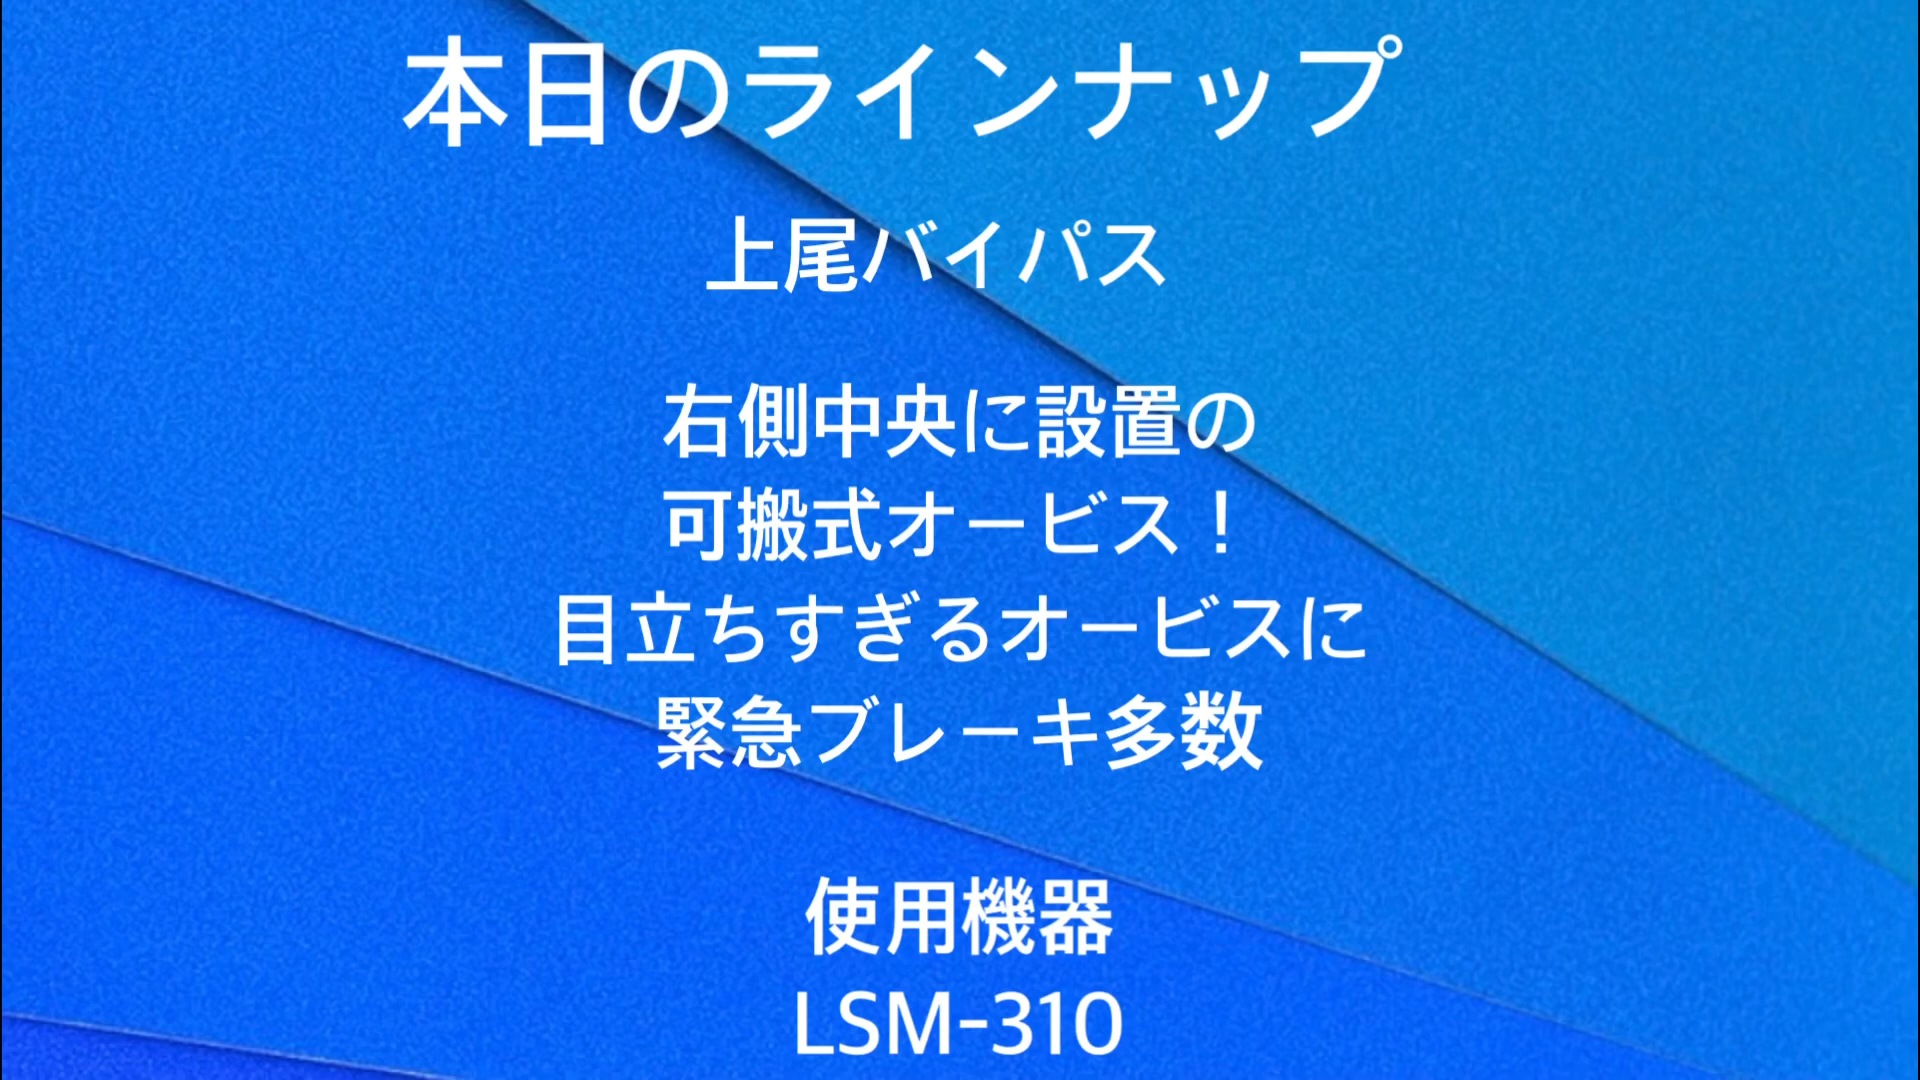 本日のラインナップ
上尾バイパス
右側中央に設置の
可搬式オービス！
目立ちすぎるオービスに
緊急ブレーキ多数
使用機器
LSM-310